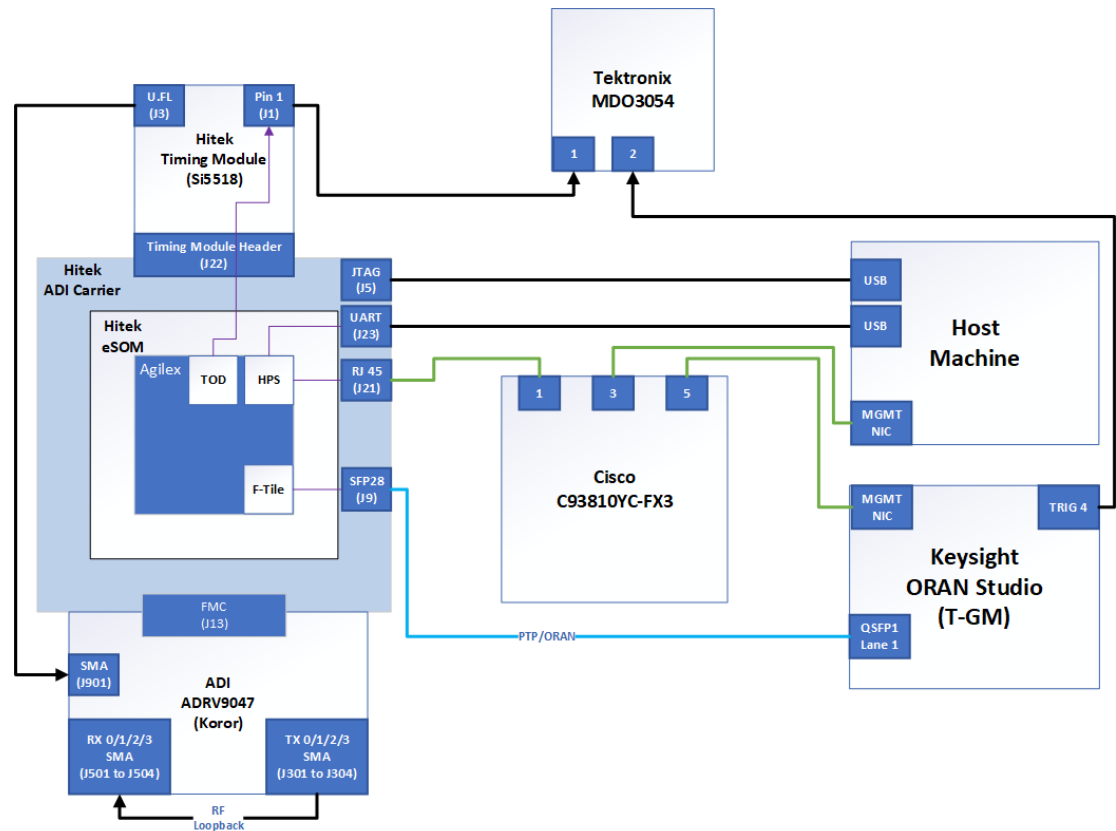 Tektronix
MDO3054
1
2
U.FL
(J3)
Pin 1
(J1)
Hitek
Timing Module
(Si5518)
Timing Module Header
(J22)
Hitek
ADI Carrier
JTAG
(J5)
UART
(J23)
RJ 45
(J21)
SFP28
(J9)
Hitek
eSOM
Agilex
TOD
HPS
F-Tile
USB
USB
Host
Machine
MGMT
NIC
1
3
5
Cisco
C93810YC-FX3
MGMT
NIC
TRIG 4
Keysight
ORAN Studio
(T-GM)
QSFP1
Lane 1
PTP/ORAN
FMC
(J13)
SMA
(J901)
ADI
ADRV9047
(Koror)
RX 0/1/2/3
SMA
(J501 to J504)
TX 0/1/2/3
SMA
(J301 to J304)
RF
Loopback